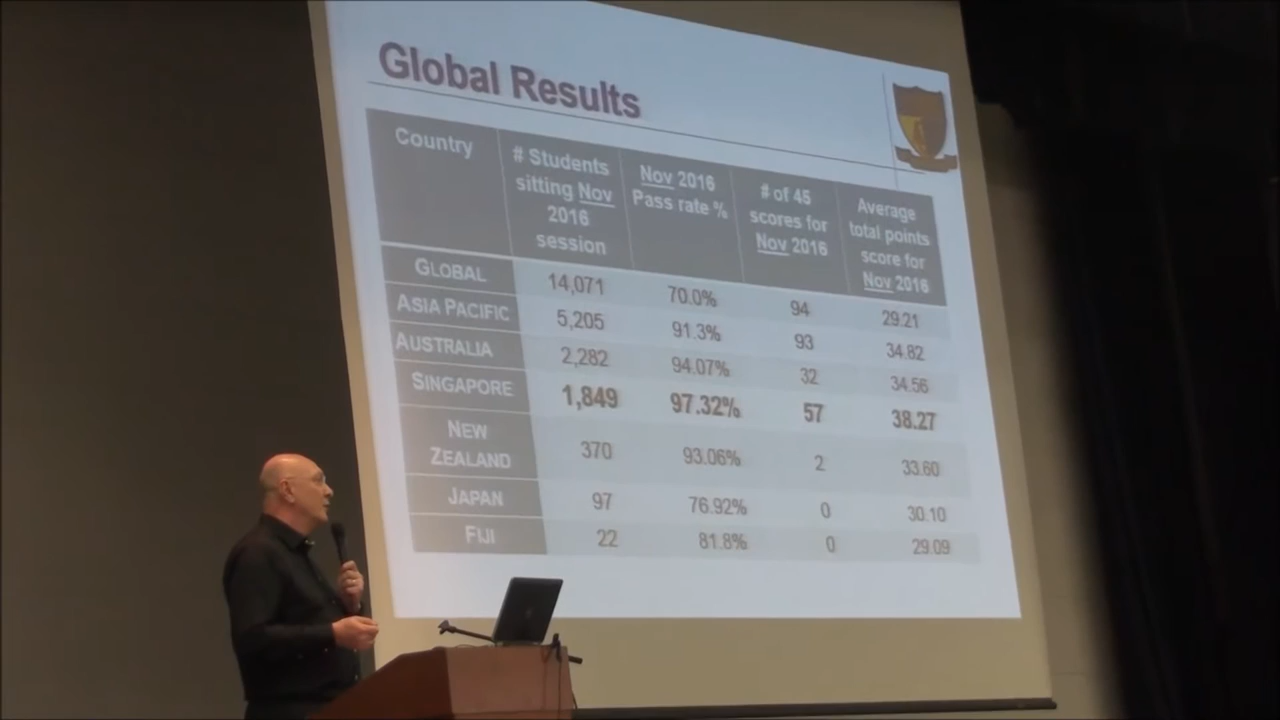 Global Results
Country
# Students
sitting Nov
2016
session
Nov 2016
Pass rate %
# of 45
scores for
Nov 2016
Average
total points
score for
Nov 2016
GLOBAL 14,071 70.0% 94 29.21
ASIA PACIFIC 5,205 91.3% 93 34.82
AUSTRALIA 2,282 94.07% 32 34.56
SINGAPORE 1,849 97.32% 57 38.27
NEW
ZEALAND 370 93.06% 2 33.60
JAPAN 97 76.92% 0 30.10
FIJI 22 81.8% 0 29.09